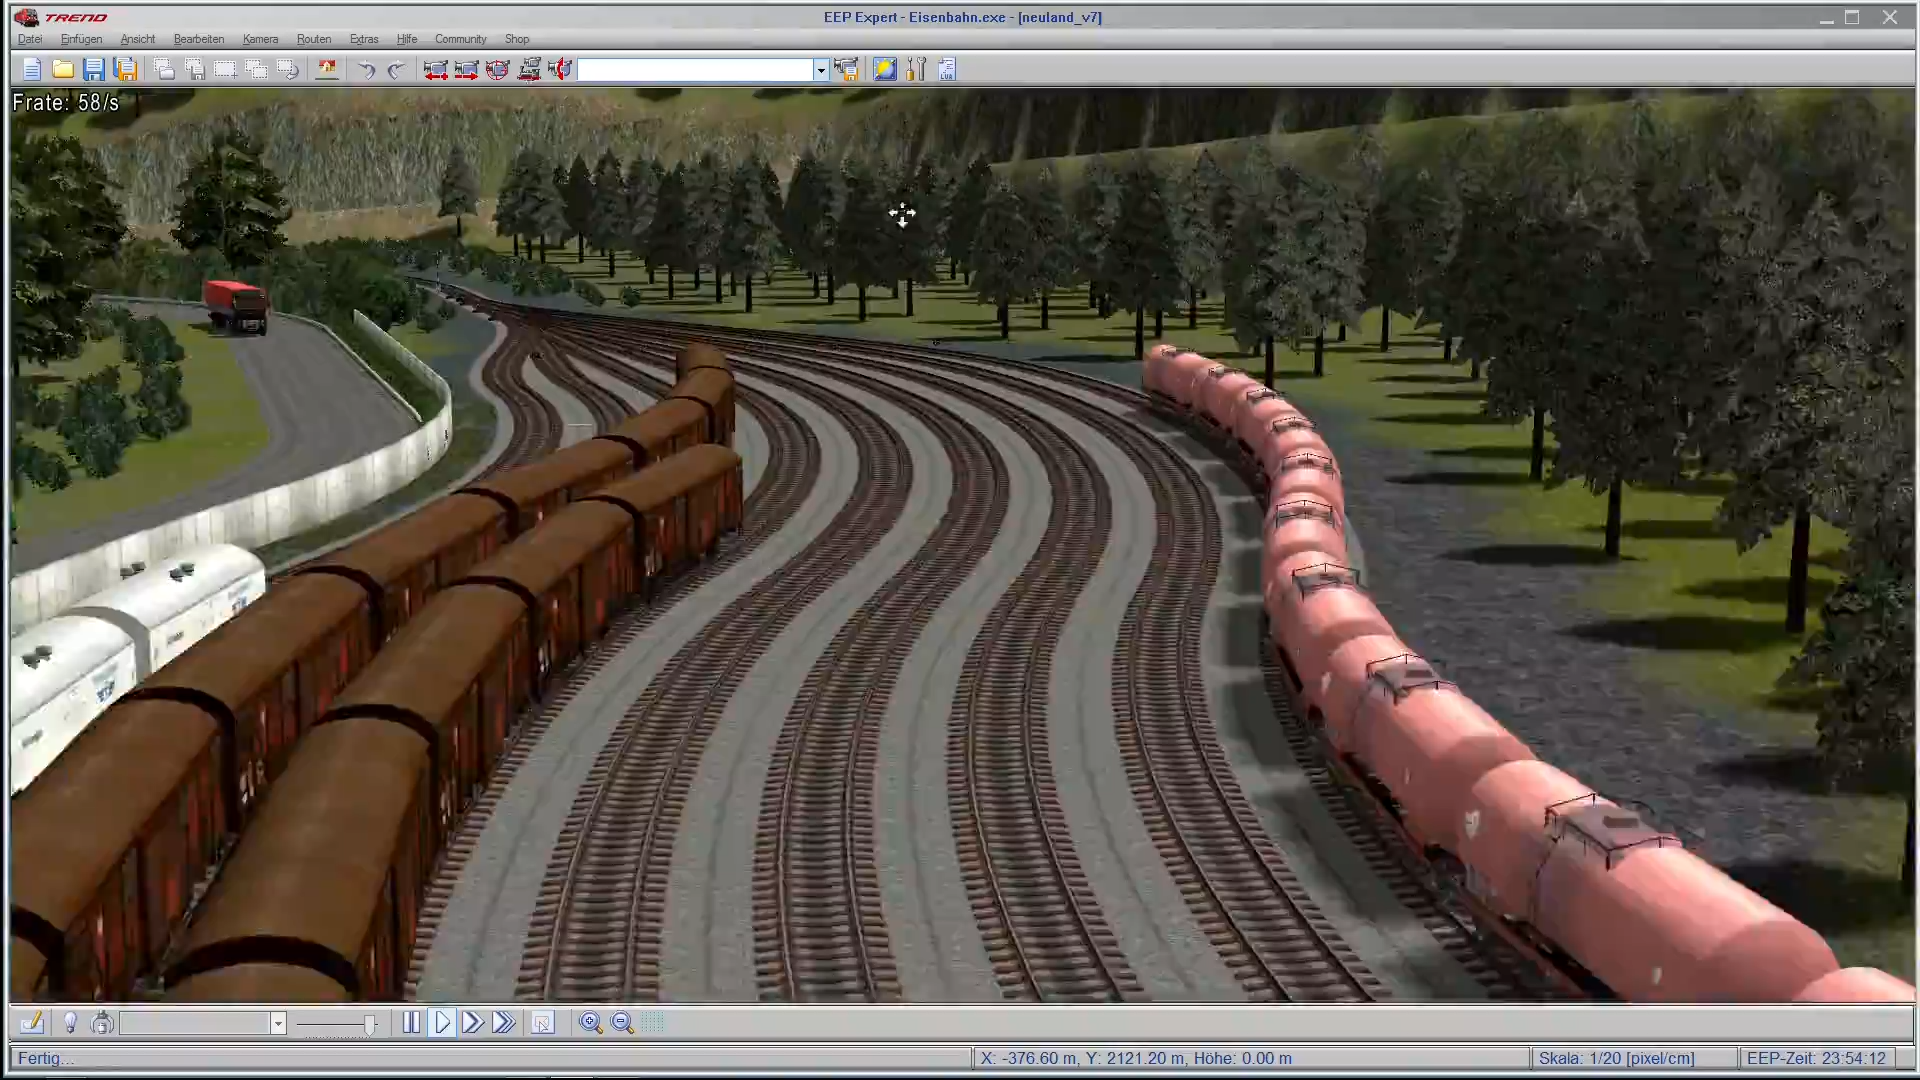 TREND
EEP Expert - Eisenbahn.exe - [neuland_v7]
Datei Einfügen Ansicht Bearbeiten Kamera Routen Extras Hilfe Community Shop
LUA
Frate: 58/s
Fertig...
X: -376.60 m, Y: 2121.20 m, Höhe: 0.00 m
Skala: 1/20 [pixel/cm]
EEP-Zeit: 23:54:12